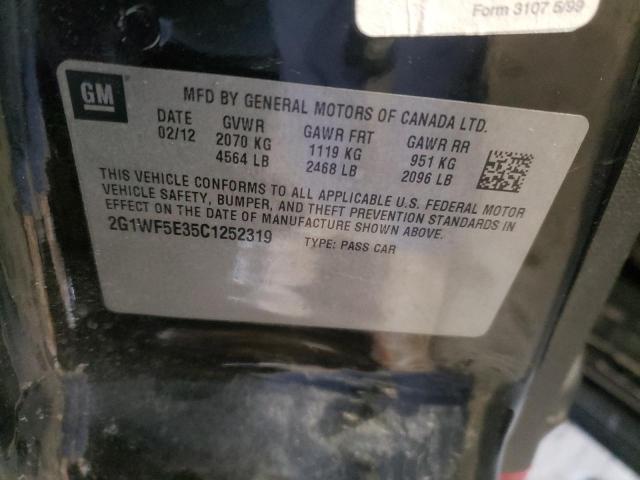 Form 3107 5/99
GM
MFD BY GENERAL MOTORS OF CANADA LTD.
DATE GVWR GAWR FRT GAWR RR
02/12 2070 KG 1119 KG 951 KG
4564 LB 2468 LB 2096 LB
THIS VEHICLE CONFORMS TO ALL APPLICABLE U.S. FEDERAL MOTOR
VEHICLE SAFETY, BUMPER, AND THEFT PREVENTION STANDARDS IN
EFFECT ON THE DATE OF MANUFACTURE SHOWN ABOVE.
2G1WF5E35C1252319 TYPE: PASS CAR